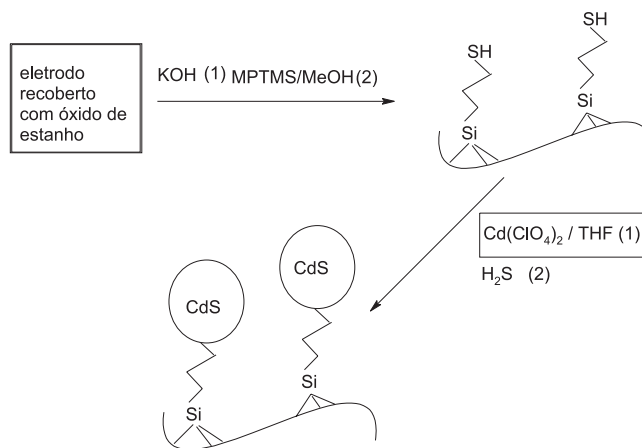 SH
SH
eletrodo
recoberto
com óxido de
estanho
KOH (1) MPTMS/MeOH(2)
Si
Si
Cd(ClO₄)₂ / THF (1)
H₂S (2)
CdS
CdS
Si
Si